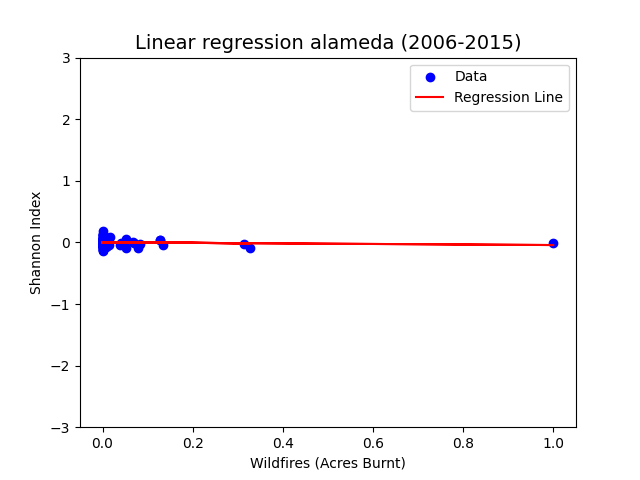 Linear regression alameda (2006-2015)
Data
Regression Line
3
2
1
0
−1
−2
−3
Shannon Index
0.0 0.2 0.4 0.6 0.8 1.0
Wildfires (Acres Burnt)